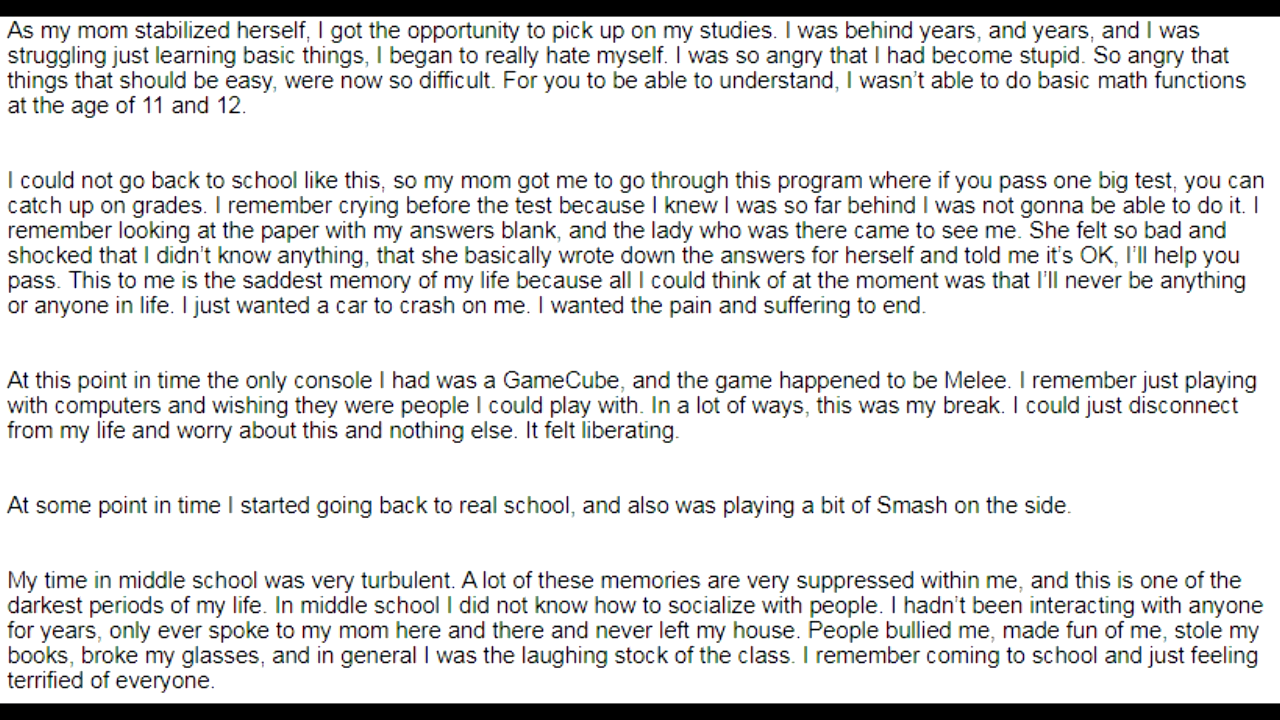 As my mom stabilized herself, I got the opportunity to pick up on my studies. I was behind years, and years, and I was
struggling just learning basic things, I began to really hate myself. I was so angry that I had become stupid. So angry that
things that should be easy, were now so difficult. For you to be able to understand, I wasn't able to do basic math functions
at the age of 11 and 12.
I could not go back to school like this, so my mom got me to go through this program where if you pass one big test, you can
catch up on grades. I remember crying before the test because I knew I was so far behind I was not gonna be able to do it. I
remember looking at the paper with my answers blank, and the lady who was there came to see me. She felt so bad and
shocked that I didn't know anything, that she basically wrote down the answers for herself and told me it's OK, I'll help you
pass. This to me is the saddest memory of my life because all I could think of at the moment was that I'll never be anything
or anyone in life. I just wanted a car to crash on me. I wanted the pain and suffering to end.
At this point in time the only console I had was a GameCube, and the game happened to be Melee. I remember just playing
with computers and wishing they were people I could play with. In a lot of ways, this was my break. I could just disconnect
from my life and worry about this and nothing else. It felt liberating.
At some point in time I started going back to real school, and also was playing a bit of Smash on the side.
My time in middle school was very turbulent. A lot of these memories are very suppressed within me, and this is one of the
darkest periods of my life. In middle school I did not know how to socialize with people. I hadn't been interacting with anyone
for years, only ever spoke to my mom here and there and never left my house. People bullied me, made fun of me, stole my
books, broke my glasses, and in general I was the laughing stock of the class. I remember coming to school and just feeling
terrified of everyone.